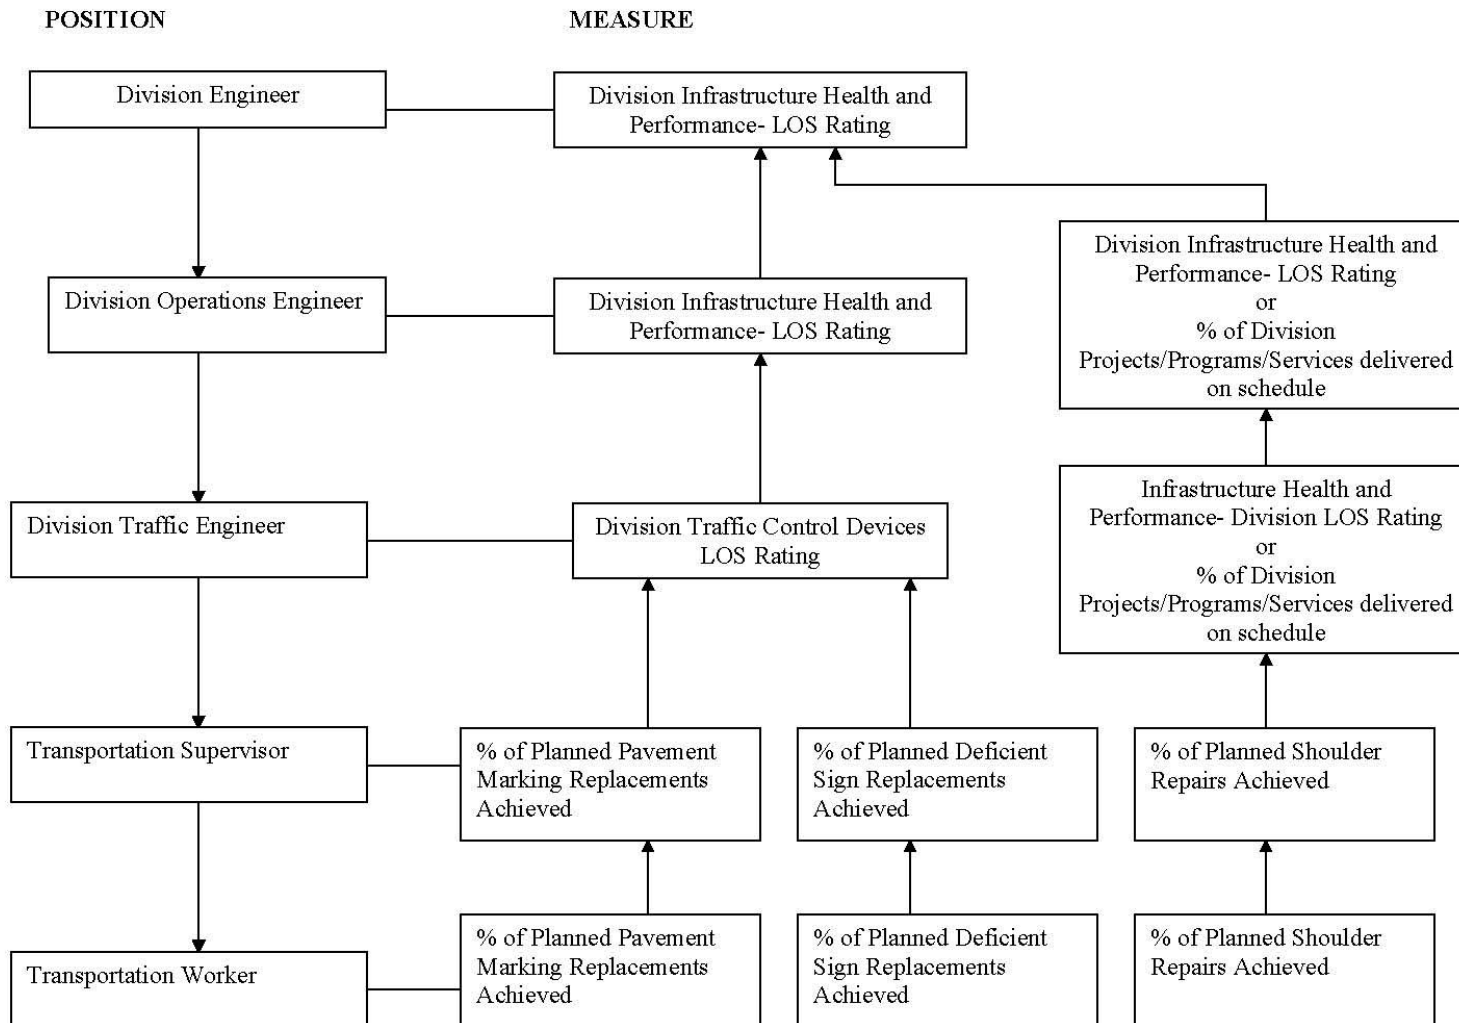 POSITION
MEASURE
Division Engineer
Division Infrastructure Health and
Performance- LOS Rating
Division Infrastructure Health and
Performance- LOS Rating
or
% of Division
Projects/Programs/Services delivered
on schedule
Division Operations Engineer
Division Infrastructure Health and
Performance- LOS Rating
Infrastructure Health and
Performance- Division LOS Rating
or
% of Division
Projects/Programs/Services delivered
on schedule
Division Traffic Engineer
Division Traffic Control Devices
LOS Rating
Transportation Supervisor
% of Planned Pavement
Marking Replacements
Achieved
% of Planned Deficient
Sign Replacements
Achieved
% of Planned Shoulder
Repairs Achieved
Transportation Worker
% of Planned Pavement
Marking Replacements
Achieved
% of Planned Deficient
Sign Replacements
Achieved
% of Planned Shoulder
Repairs Achieved